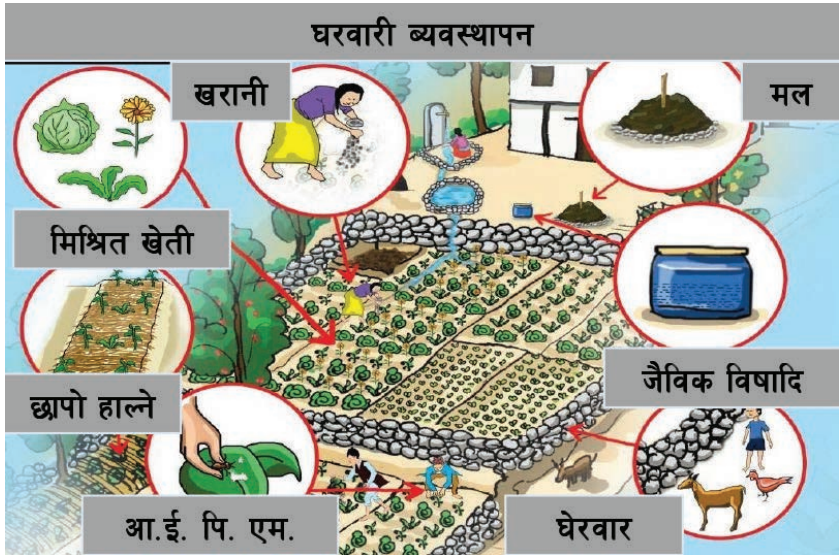 घरवारी ब्यवस्थापन
खरानी
मल
मिश्रित खेती
जैविक विषादि
छापो हाल्ने
आ.ई. पि. एम.
घेरवार